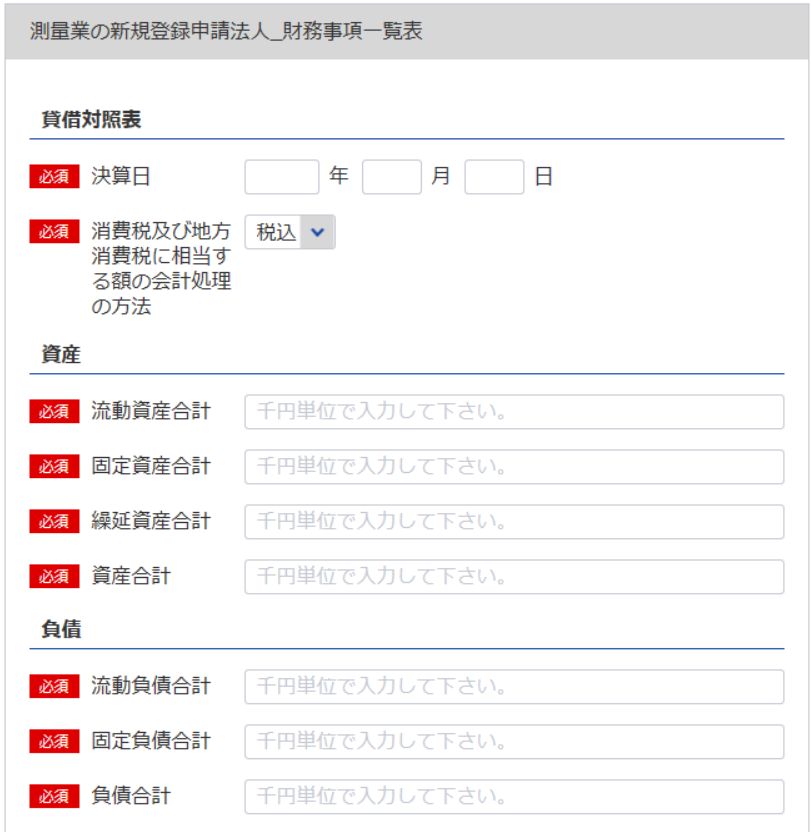 測量業の新規登録申請法人_財務事項一覧表
貸借対照表
必須 決算日 年 月 日
必須 消費税及び地方 税込
消費税に相当す
る額の会計処理
の方法
資産
必須 流動資産合計 千円単位で入力して下さい。
必須 固定資産合計 千円単位で入力して下さい。
必須 繰延資産合計 千円単位で入力して下さい。
必須 資産合計 千円単位で入力して下さい。
負債
必須 流動負債合計 千円単位で入力して下さい。
必須 固定負債合計 千円単位で入力して下さい。
必須 負債合計 千円単位で入力して下さい。